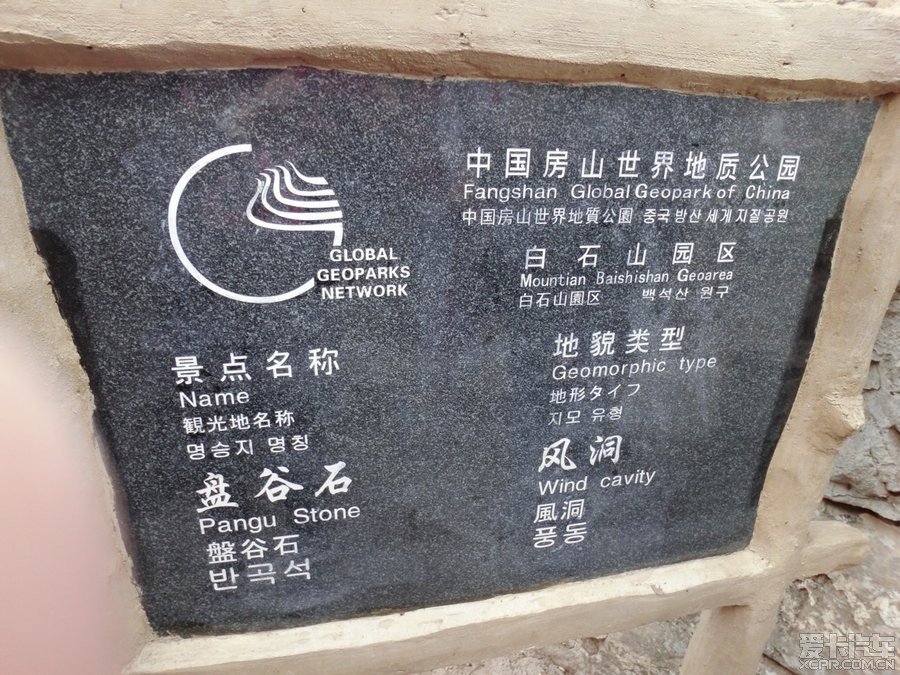 GLOBAL
GEOPARKS
NETWORK
中国房山世界地质公园
Fangshan Global Geopark of China
中国房山世界地質公園 중국 방산 세계 지질 공원
白石山园区
Mountian Baishishan Geoarea
白石山園区 백석산 원구
景点名称
Name
観光地名称
명승지 명칭
盘谷石
Pangu Stone
盤谷石
반곡석
地貌类型
Geomorphic type
地形タイフ
지모 유형
风洞
Wind cavity
風洞
풍동
爱卡汽车
XCAR.COM.CN